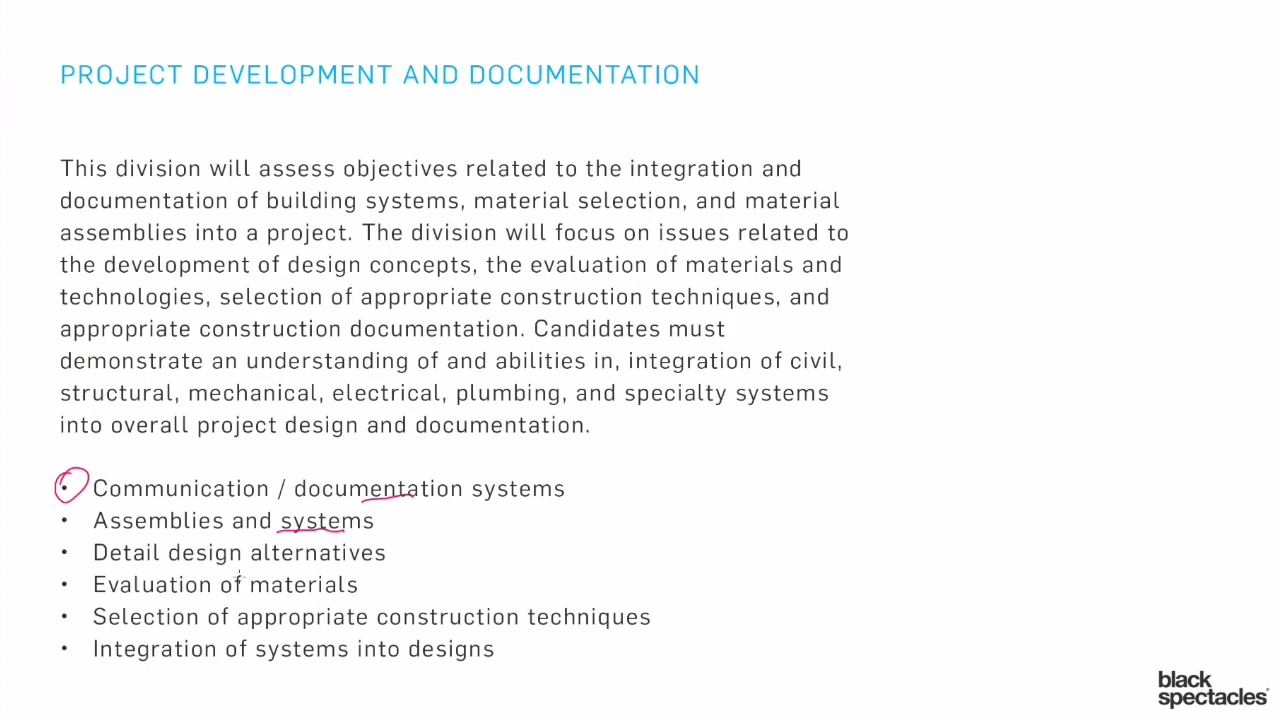 PROJECT DEVELOPMENT AND DOCUMENTATION
This division will assess objectives related to the integration and
documentation of building systems, material selection, and material
assemblies into a project. The division will focus on issues related to
the development of design concepts, the evaluation of materials and
technologies, selection of appropriate construction techniques, and
appropriate construction documentation. Candidates must
demonstrate an understanding of and abilities in, integration of civil,
structural, mechanical, electrical, plumbing, and specialty systems
into overall project design and documentation.
• Communication / documentation systems
• Assemblies and systems
• Detail design alternatives
• Evaluation of materials
• Selection of appropriate construction techniques
• Integration of systems into designs
black
spectacles®